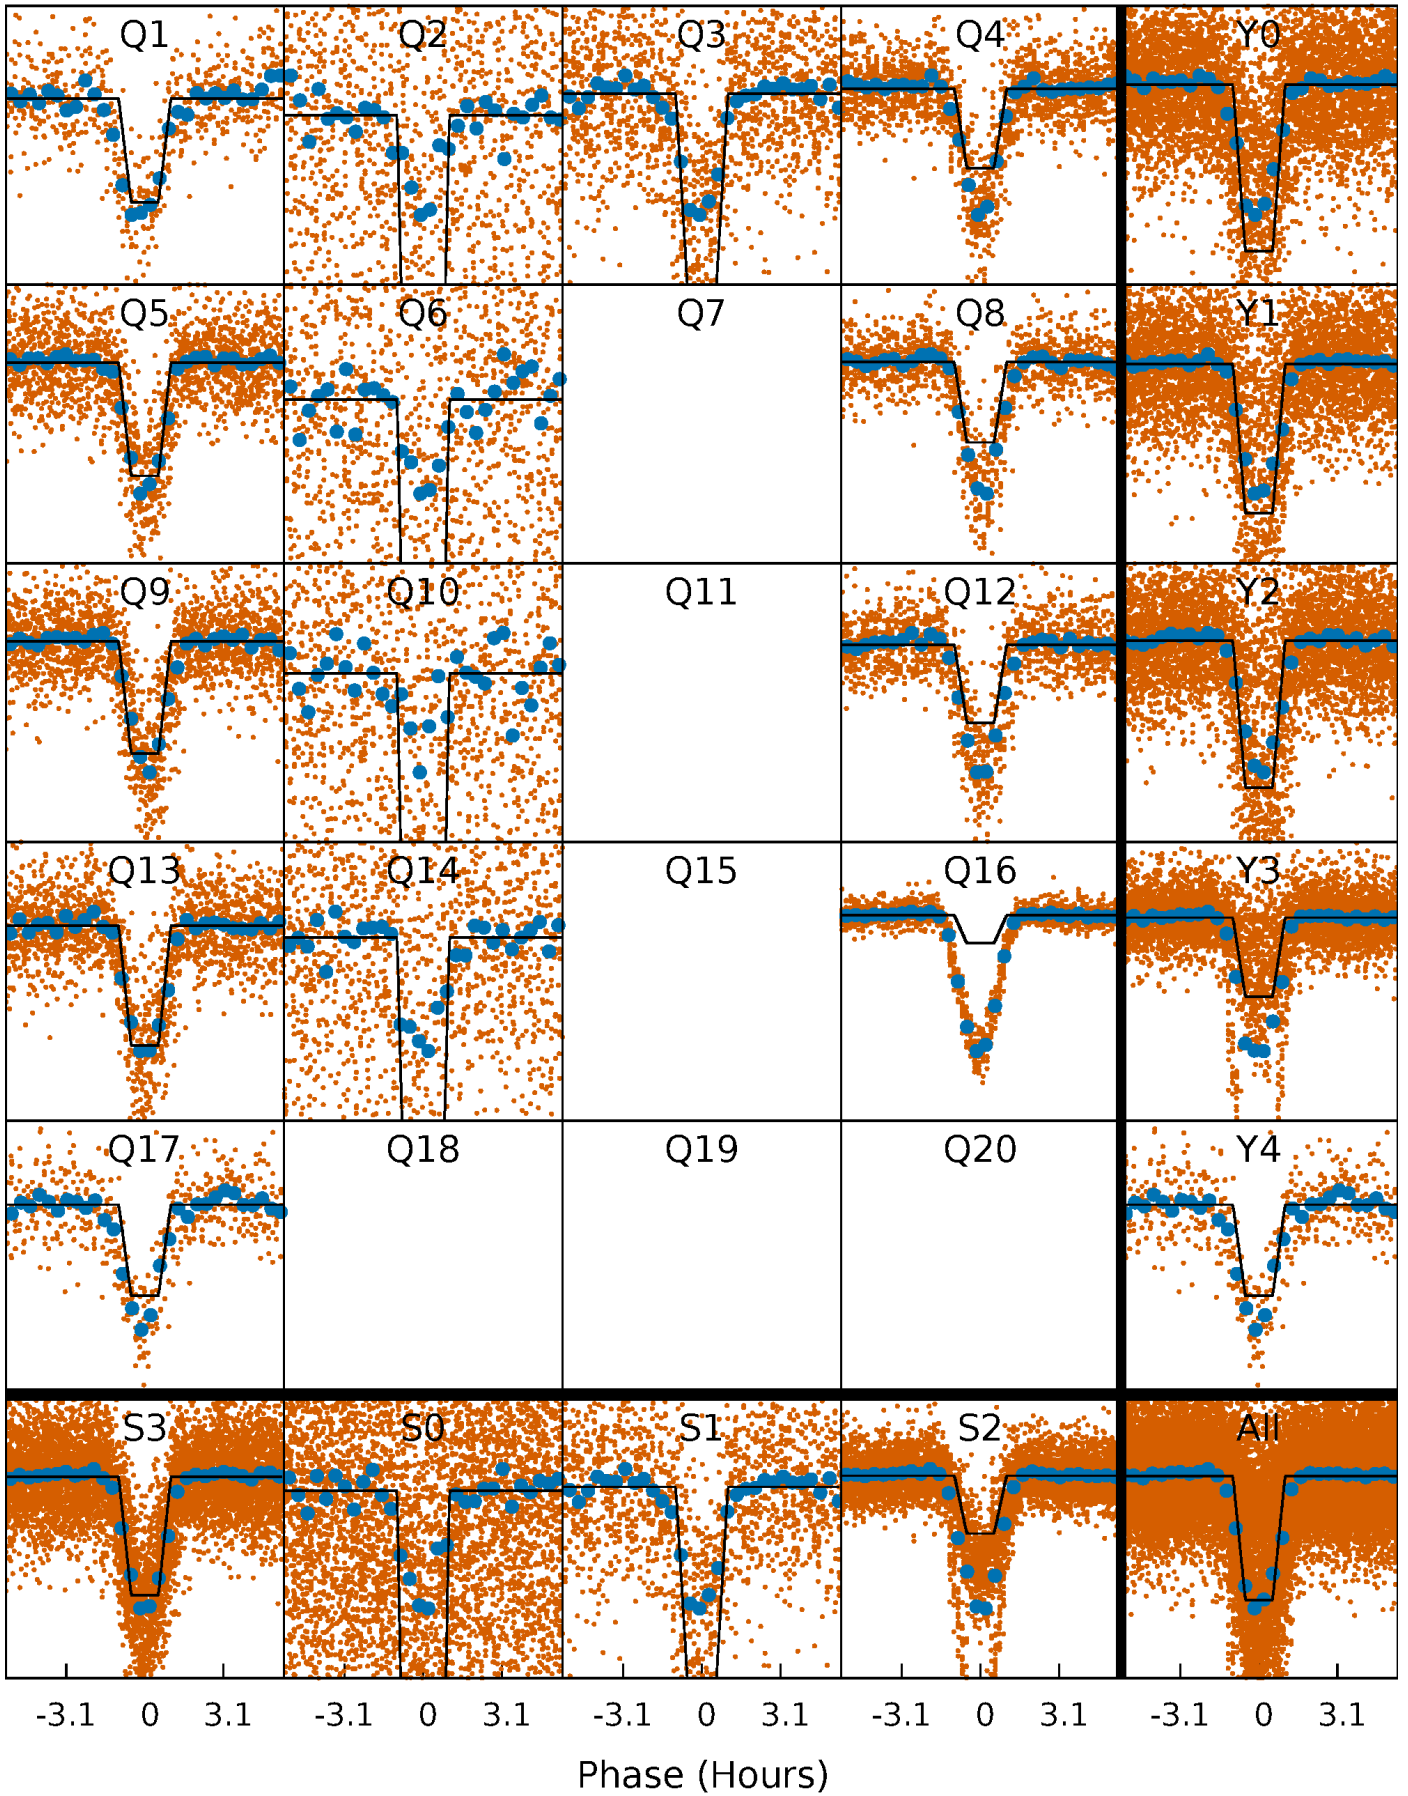 Q1 Q2 Q3 Q4 Y0
Q5 Q6 Q7 Q8 Y1
Q9 Q10 Q11 Q12 Y2
Q13 Q14 Q15 Q16 Y3
Q17 Q18 Q19 Q20 Y4
S3 S0 S1 S2 All
-3.1 0 3.1 -3.1 0 3.1 -3.1 0 3.1 -3.1 0 3.1 -3.1 0 3.1
Phase (Hours)